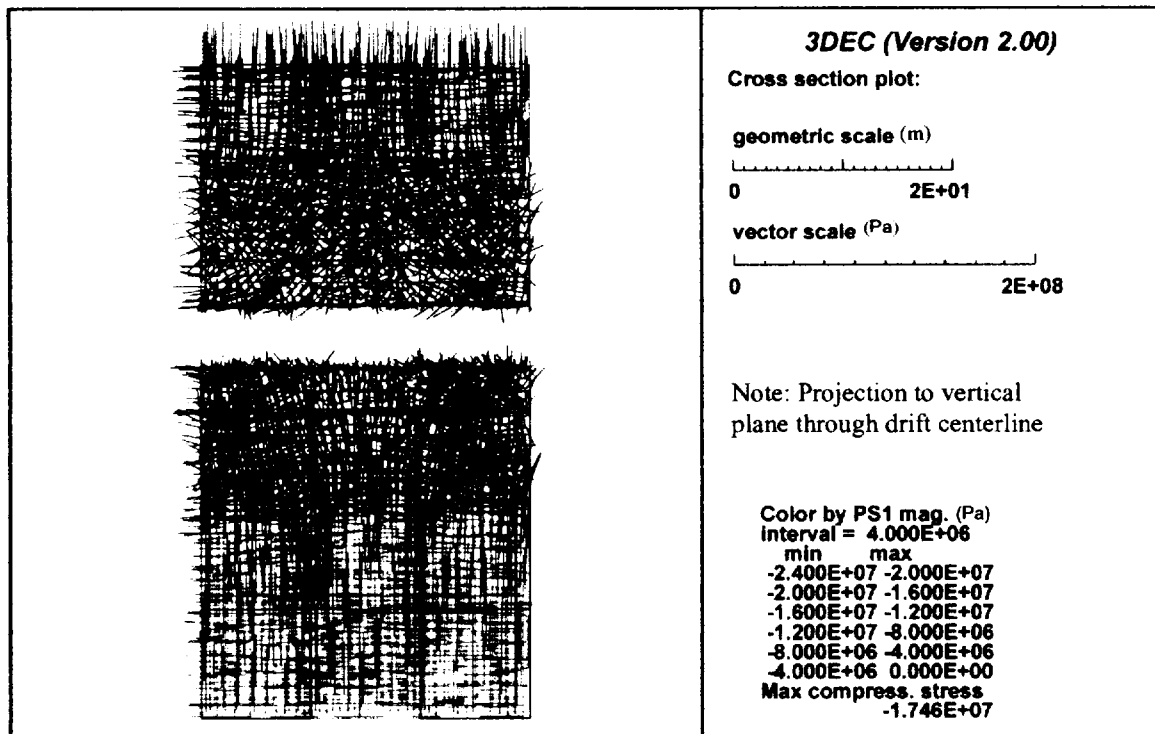 3DEC (Version 2.00)
Cross section plot:
geometric scale (m)
0 2E+01
vector scale (Pa)
0 2E+08
Note: Projection to vertical
plane through drift centerline
Color by PS1 mag. (Pa)
interval = 4.000E+06
min max
-2.400E+07 -2.000E+07
-2.000E+07 -1.600E+07
-1.600E+07 -1.200E+07
-1.200E+07 -8.000E+06
-8.000E+06 -4.000E+06
-4.000E+06 0.000E+00
Max compress. stress
-1.746E+07